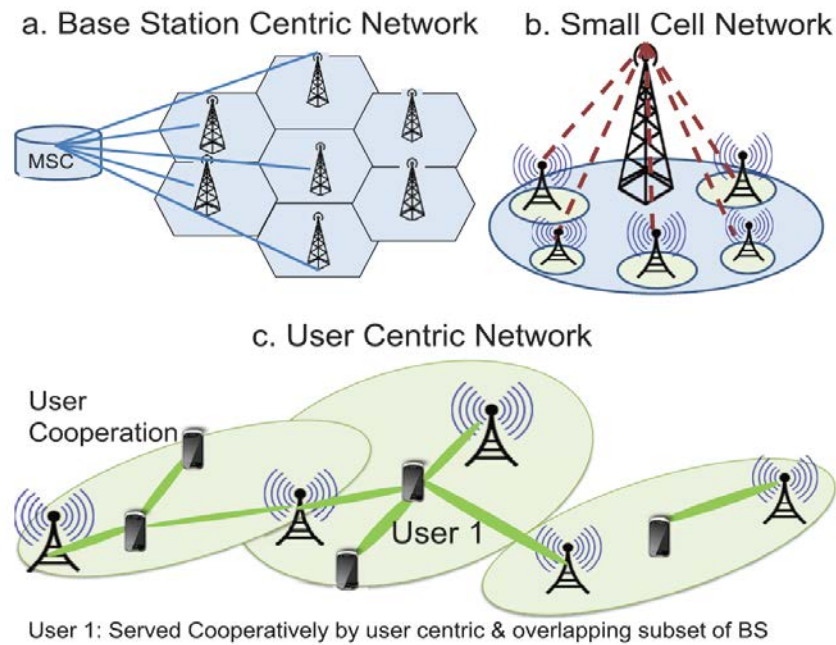 a. Base Station Centric Network
b. Small Cell Network
MSC
c. User Centric Network
User
Cooperation
User 1
User 1: Served Cooperatively by user centric & overlapping subset of BS